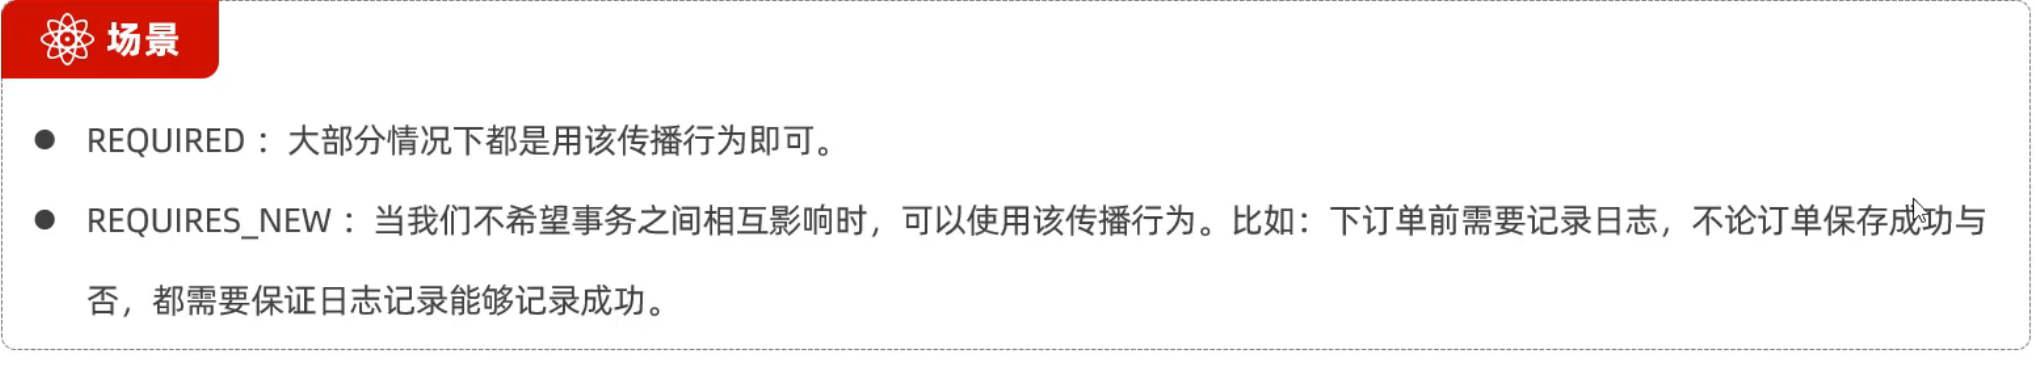 场景
● REQUIRED ：大部分情况下都是用该传播行为即可。
● REQUIRES_NEW ：当我们不希望事务之间相互影响时，可以使用该传播行为。比如：下订单前需要记录日志，不论订单保存成功与
否，都需要保证日志记录能够记录成功。